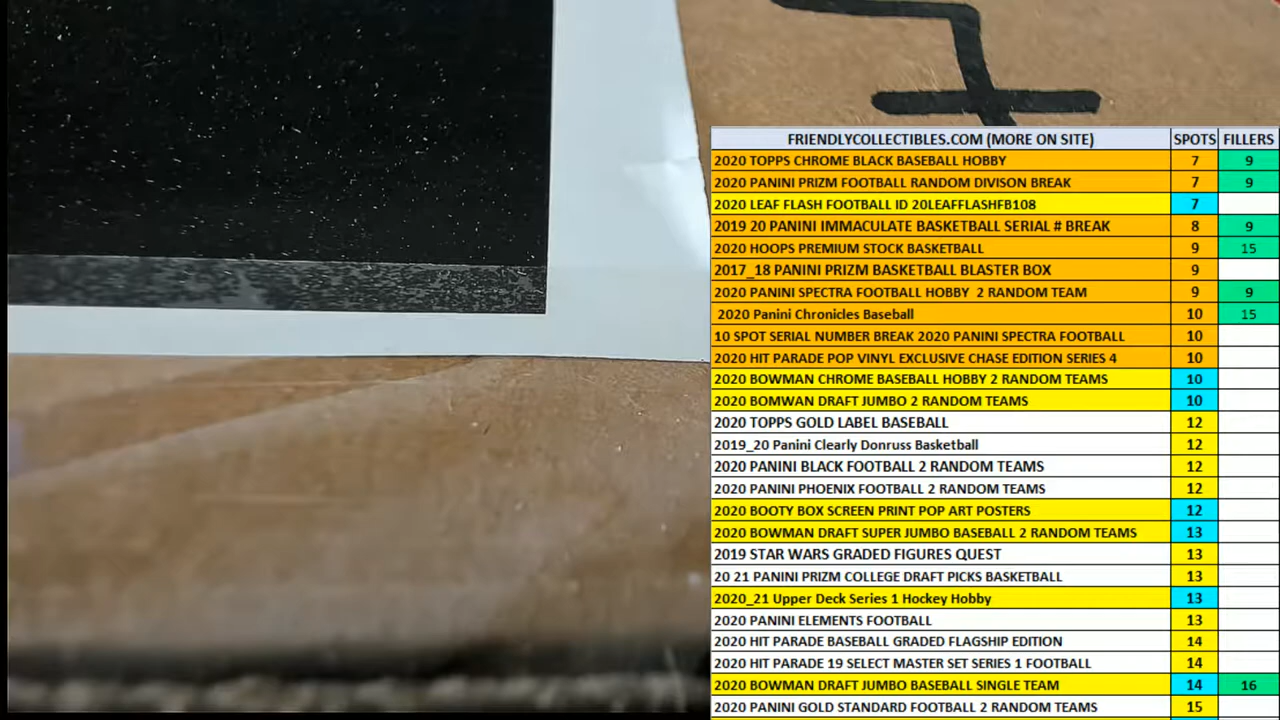 FRIENDLYCOLLECTIBLES.COM (MORE ON SITE) SPOTS FILLERS
2020 TOPPS CHROME BLACK BASEBALL HOBBY 7 9
2020 PANINI PRIZM FOOTBALL RANDOM DIVISON BREAK 7 9
2020 LEAF FLASH FOOTBALL ID 20LEAFFLASHFB108 7
2019 20 PANINI IMMACULATE BASKETBALL SERIAL # BREAK 8 9
2020 HOOPS PREMIUM STOCK BASKETBALL 9 15
2017_18 PANINI PRIZM BASKETBALL BLASTER BOX 9
2020 PANINI SPECTRA FOOTBALL HOBBY 2 RANDOM TEAM 9 9
2020 Panini Chronicles Baseball 10 15
10 SPOT SERIAL NUMBER BREAK 2020 PANINI SPECTRA FOOTBALL 10
2020 HIT PARADE POP VINYL EXCLUSIVE CHASE EDITION SERIES 4 10
2020 BOWMAN CHROME BASEBALL HOBBY 2 RANDOM TEAMS 10
2020 BOMWAN DRAFT JUMBO 2 RANDOM TEAMS 10
2020 TOPPS GOLD LABEL BASEBALL 12
2019_20 Panini Clearly Donruss Basketball 12
2020 PANINI BLACK FOOTBALL 2 RANDOM TEAMS 12
2020 PANINI PHOENIX FOOTBALL 2 RANDOM TEAMS 12
2020 BOOTY BOX SCREEN PRINT POP ART POSTERS 12
2020 BOWMAN DRAFT SUPER JUMBO BASEBALL 2 RANDOM TEAMS 13
2019 STAR WARS GRADED FIGURES QUEST 13
20 21 PANINI PRIZM COLLEGE DRAFT PICKS BASKETBALL 13
2020_21 Upper Deck Series 1 Hockey Hobby 13
2020 PANINI ELEMENTS FOOTBALL 13
2020 HIT PARADE BASEBALL GRADED FLAGSHIP EDITION 14
2020 HIT PARADE 19 SELECT MASTER SET SERIES 1 FOOTBALL 14
2020 BOWMAN DRAFT JUMBO BASEBALL SINGLE TEAM 14 16
2020 PANINI GOLD STANDARD FOOTBALL 2 RANDOM TEAMS 15